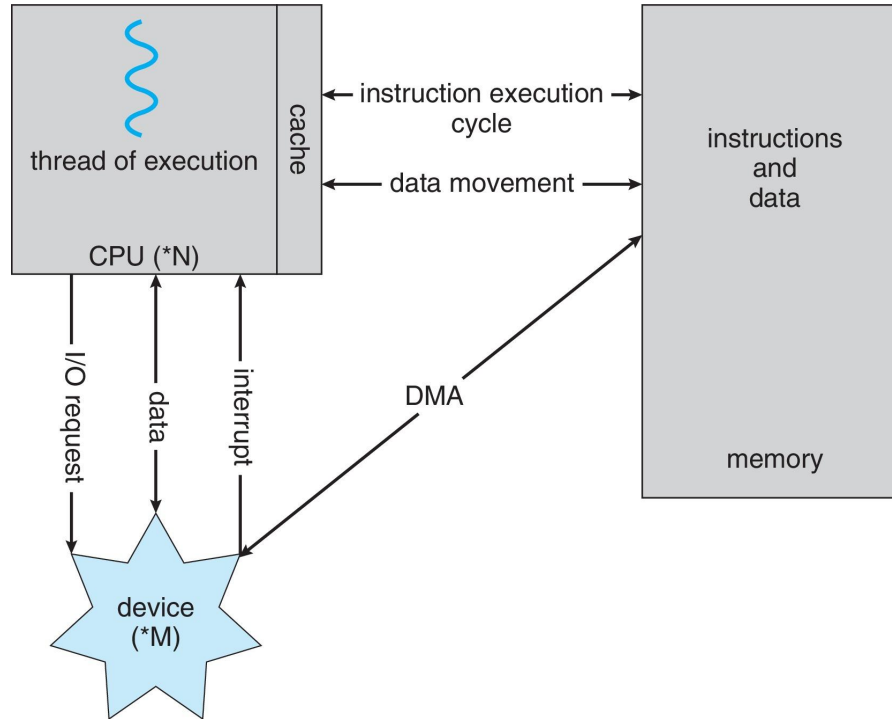 thread of execution
cache
CPU (*N)
instruction execution
cycle
data movement
instructions
and
data
memory
I/O request
data
interrupt
DMA
device
(*M)